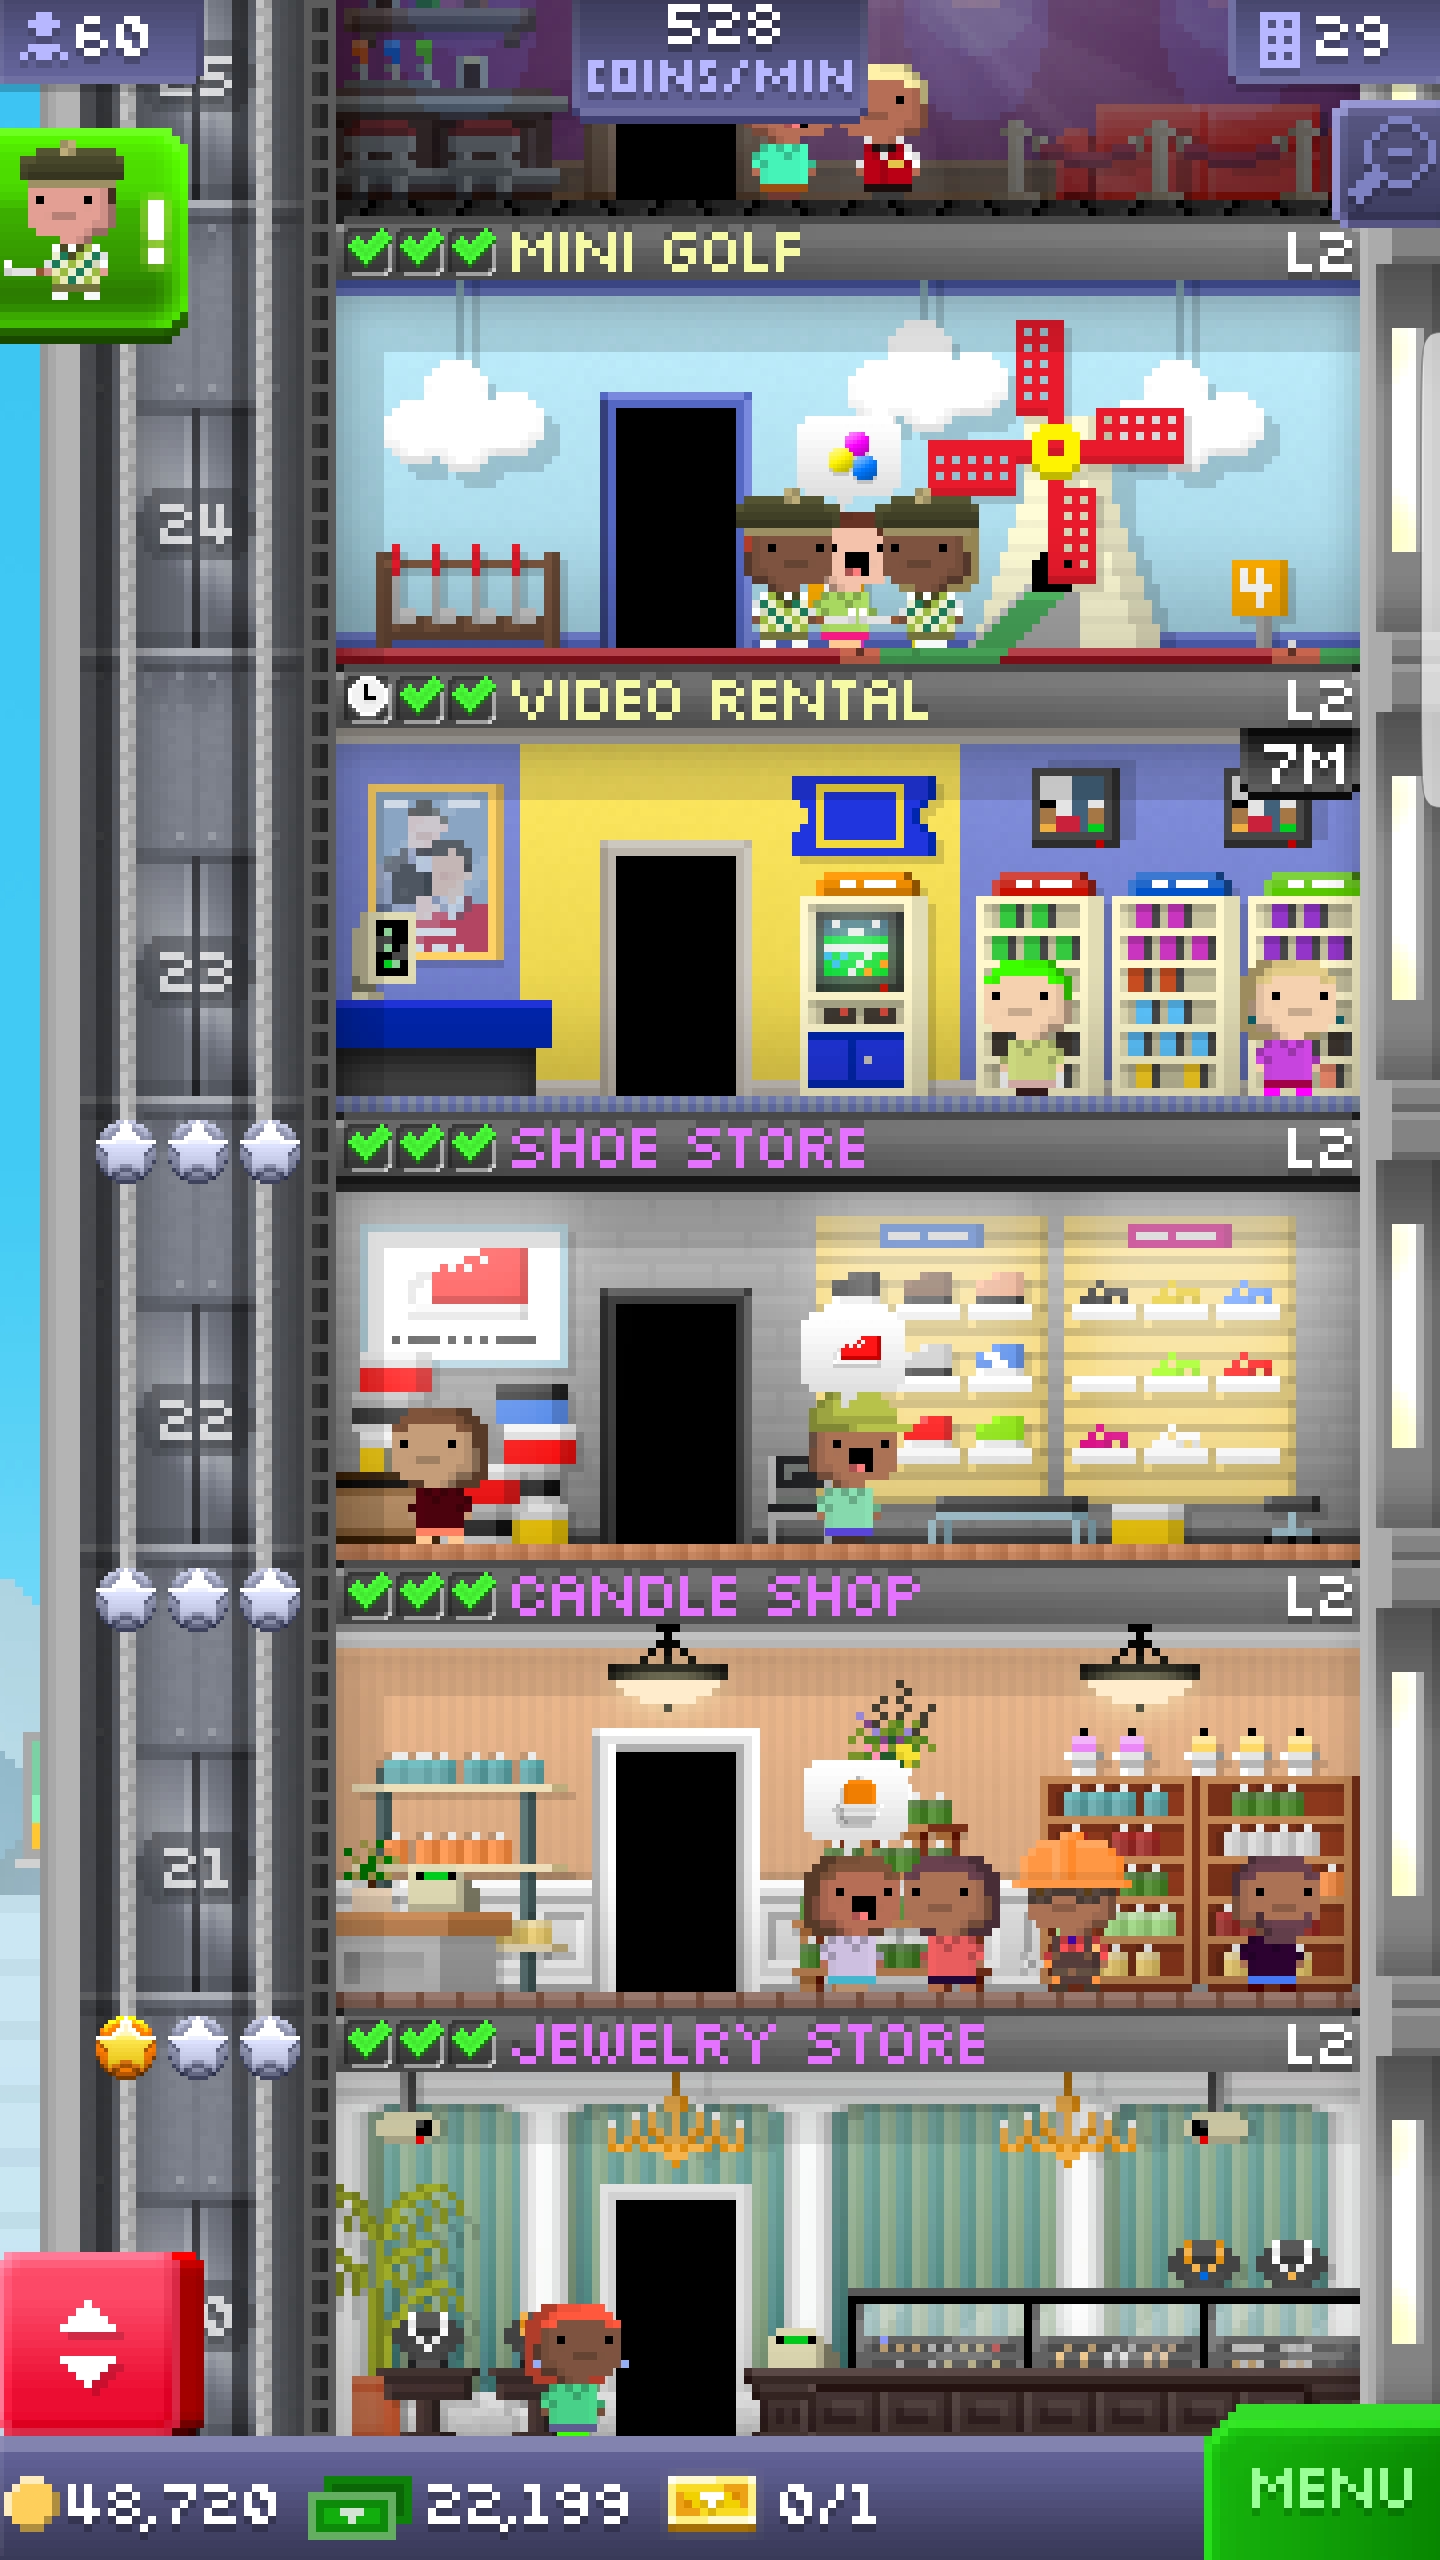 60
528
COINS/MIN
29
MINI GOLF
L2
24
4
VIDEO RENTAL
L2
7M
23
SHOE STORE
L2
22
CANDLE SHOP
L2
21
JEWELRY STORE
L2
48,720
22,199
0/1
MENU